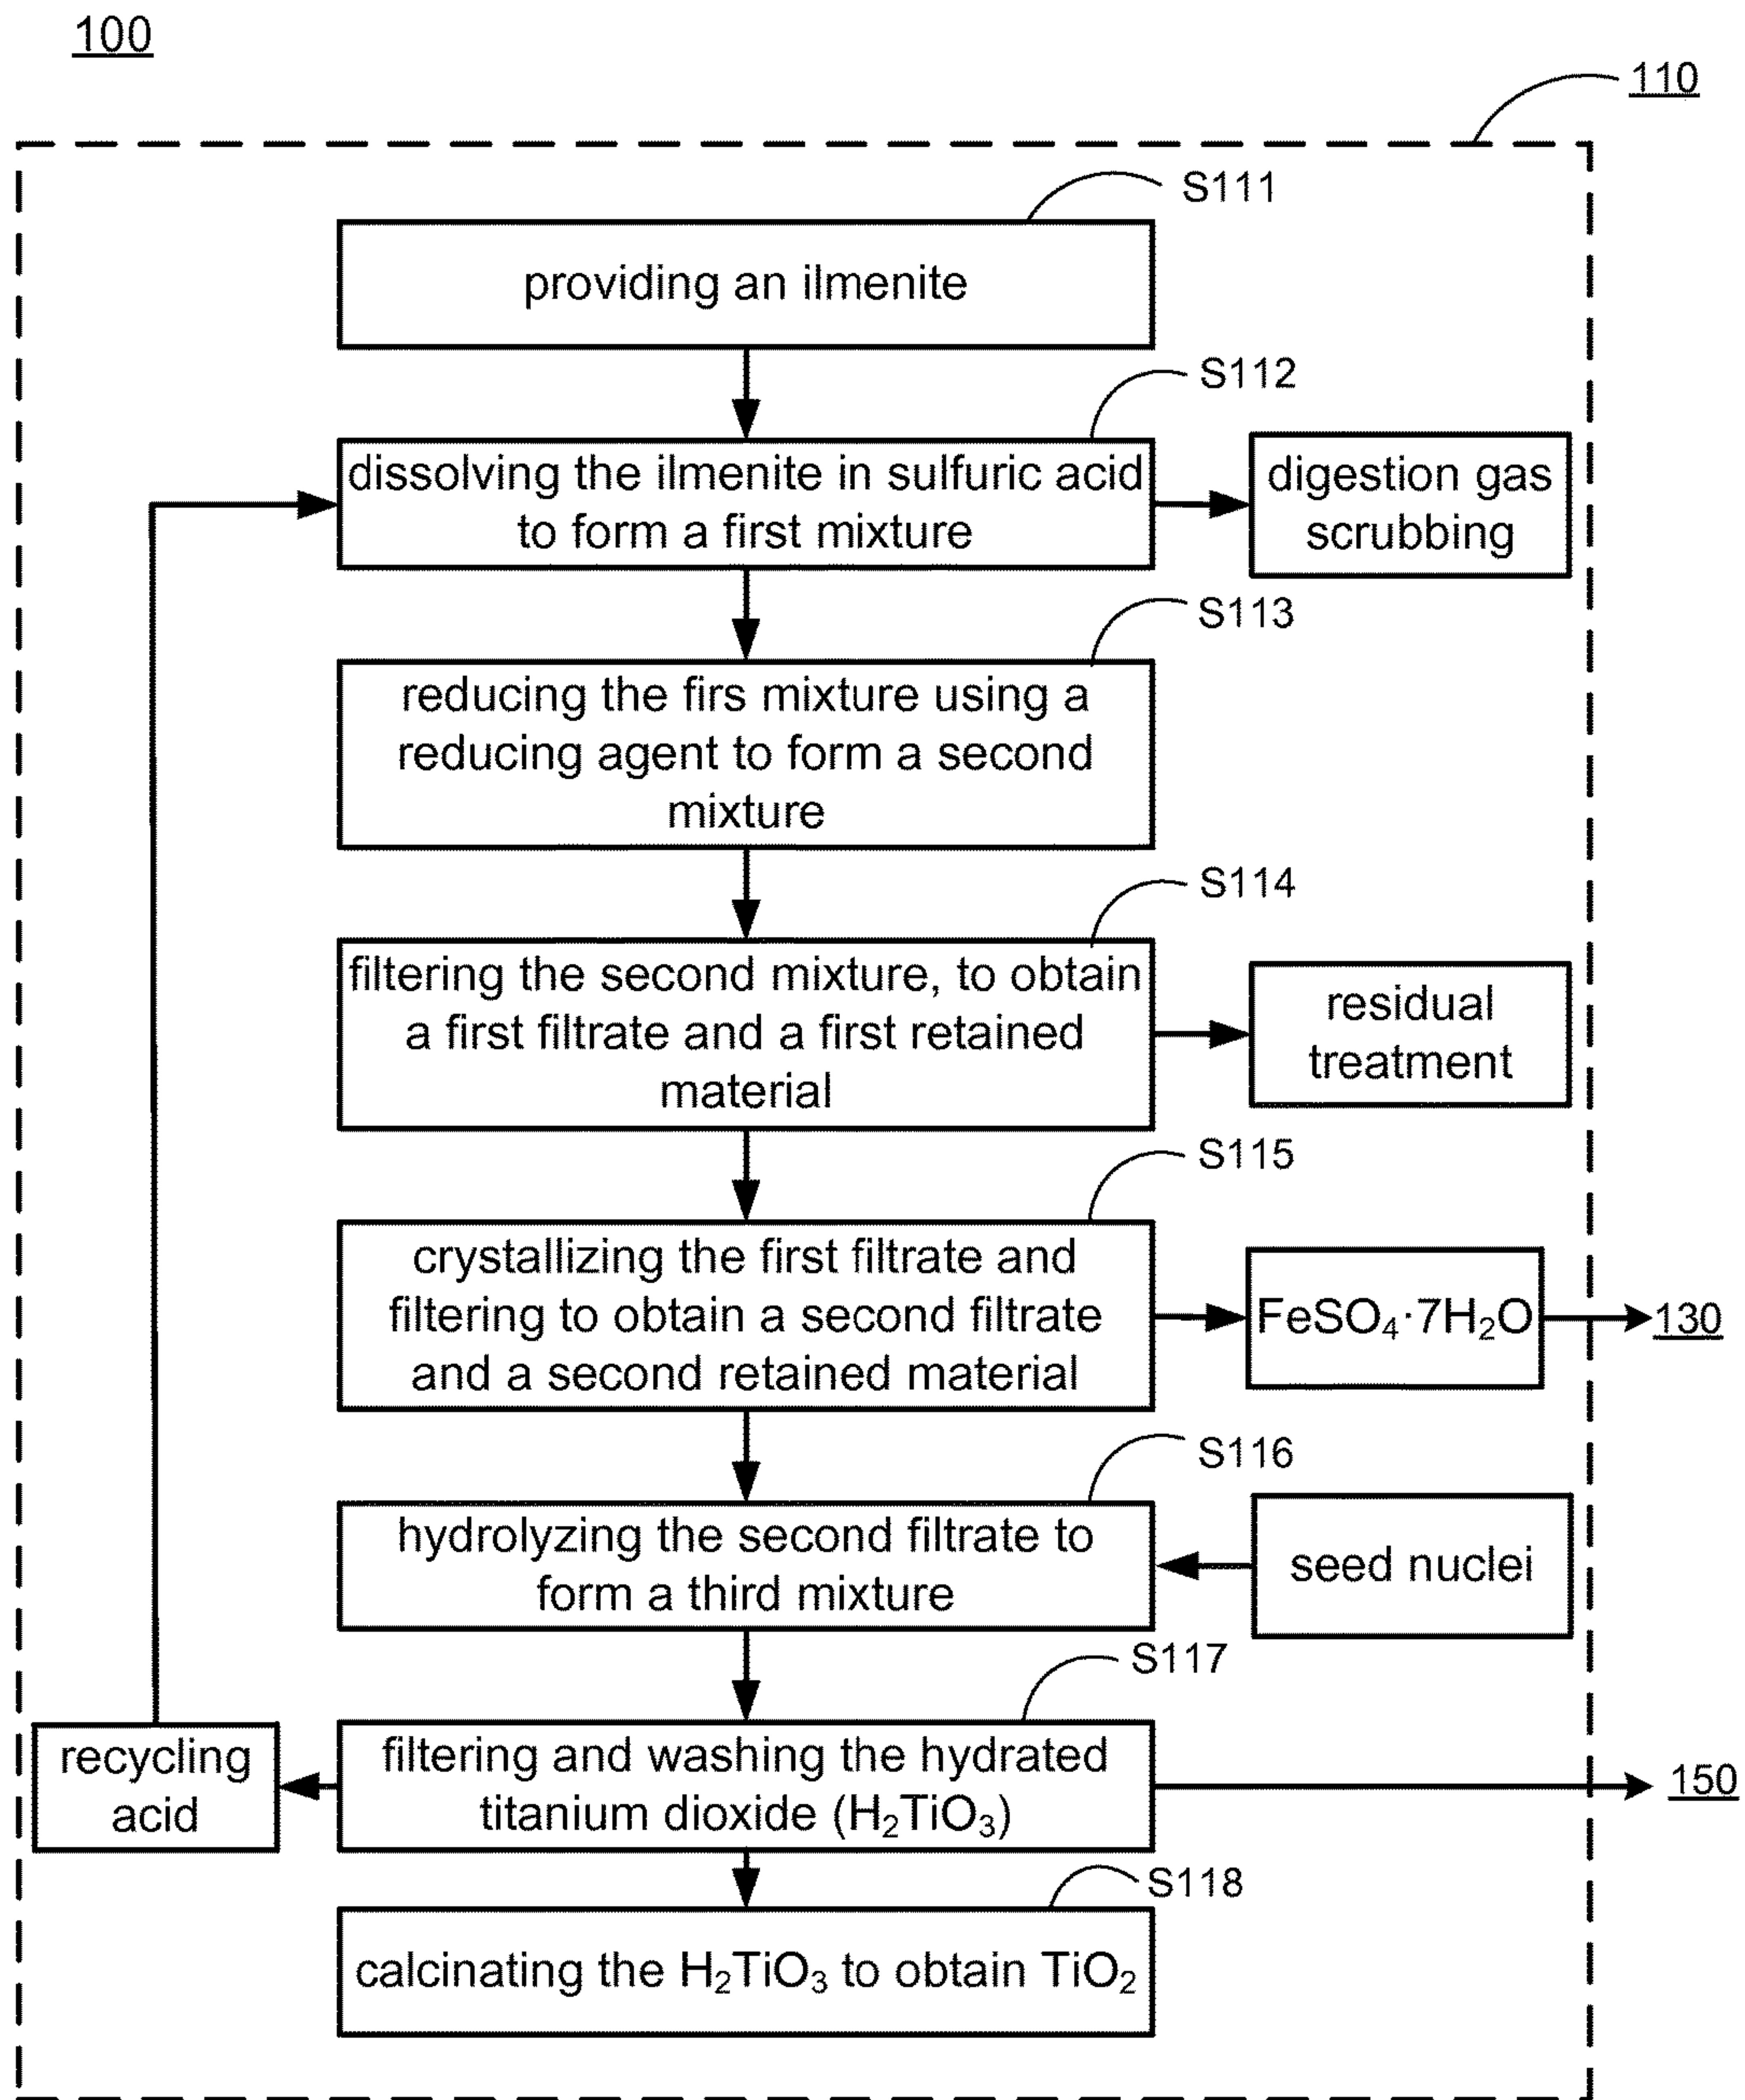 100
110
S111
providing an ilmenite
S112
dissolving the ilmenite in sulfuric acid
to form a first mixture
digestion gas
scrubbing
S113
reducing the firs mixture using a
reducing agent to form a second
mixture
S114
filtering the second mixture, to obtain
a first filtrate and a first retained
material
residual
treatment
S115
crystallizing the first filtrate and
filtering to obtain a second filtrate
and a second retained material
FeSO₄·7H₂O
130
S116
hydrolyzing the second filtrate to
form a third mixture
seed nuclei
S117
recycling
acid
filtering and washing the hydrated
titanium dioxide (H₂TiO₃)
150
S118
calcinating the H₂TiO₃ to obtain TiO₂